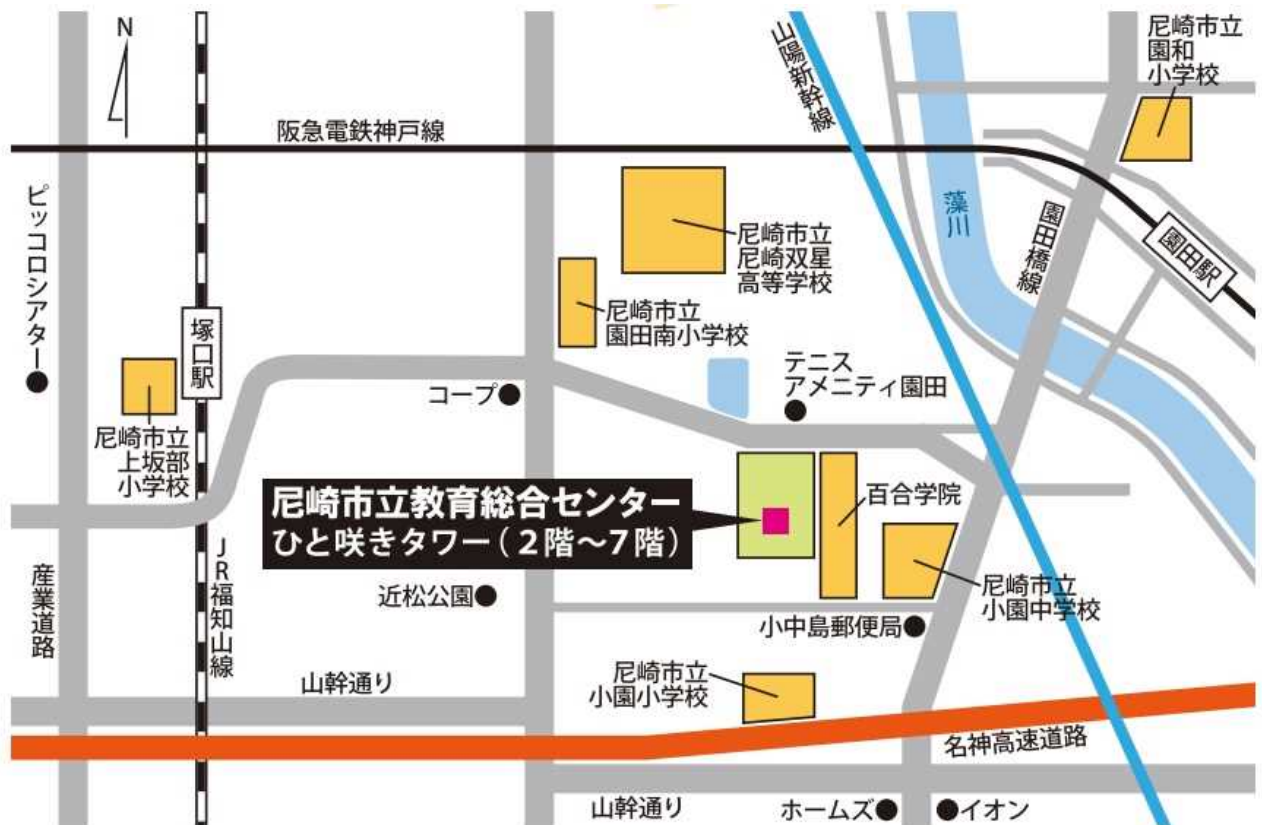 N
尼崎市立
園和
小学校
山陽新幹線
阪急電鉄神戸線
ピッコロシアター
藻川
園田橋線
園田駅
尼崎市立
尼崎双星
高等学校
尼崎市立
園田南小学校
塚口駅
テニス
アメニティ園田
コープ
尼崎市立
上坂部
小学校
尼崎市立教育総合センター
ひと咲きタワー(2階~7階)
百合学院
産業道路
JR福知山線
近松公園
尼崎市立
小園中学校
小中島郵便局
尼崎市立
小園小学校
山幹通り
名神高速道路
山幹通り
ホームズ
イオン